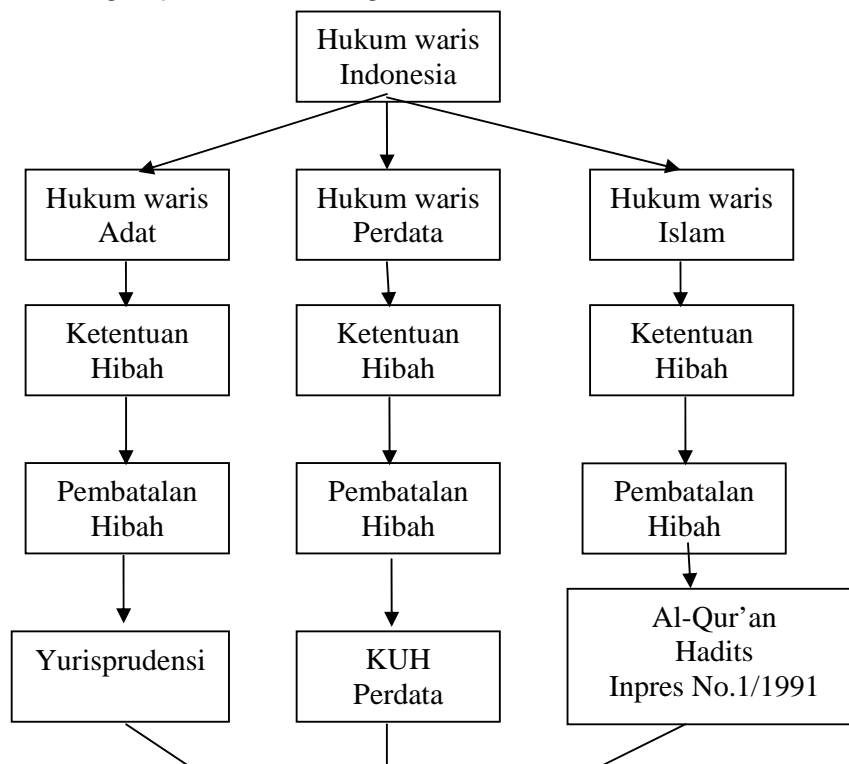 Hukum waris
Indonesia
Hukum waris
Adat
Hukum waris
Perdata
Hukum waris
Islam
Ketentuan
Hibah
Ketentuan
Hibah
Ketentuan
Hibah
Pembatalan
Hibah
Pembatalan
Hibah
Pembatalan
Hibah
Yurisprudensi
KUH
Perdata
Al-Qur’an
Hadits
Inpres No.1/1991